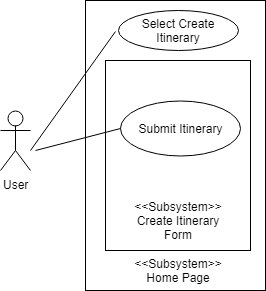 Select Create
Itinerary
Submit Itinerary
User
<<Subsystem>>
Create Itinerary
Form
<<Subsystem>>
Home Page